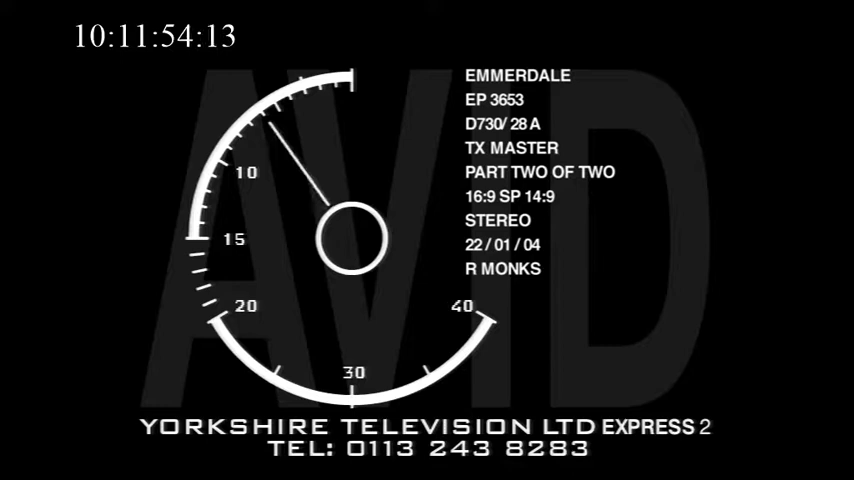 10:11:54:13
AVID
EMMERDALE
EP 3653
D730/ 28 A
TX MASTER
PART TWO OF TWO
16:9 SP 14:9
STEREO
22 / 01 / 04
R MONKS
10
15
20
30
40
YORKSHIRE TELEVISION LTD EXPRESS 2
TEL: 0113 243 8283